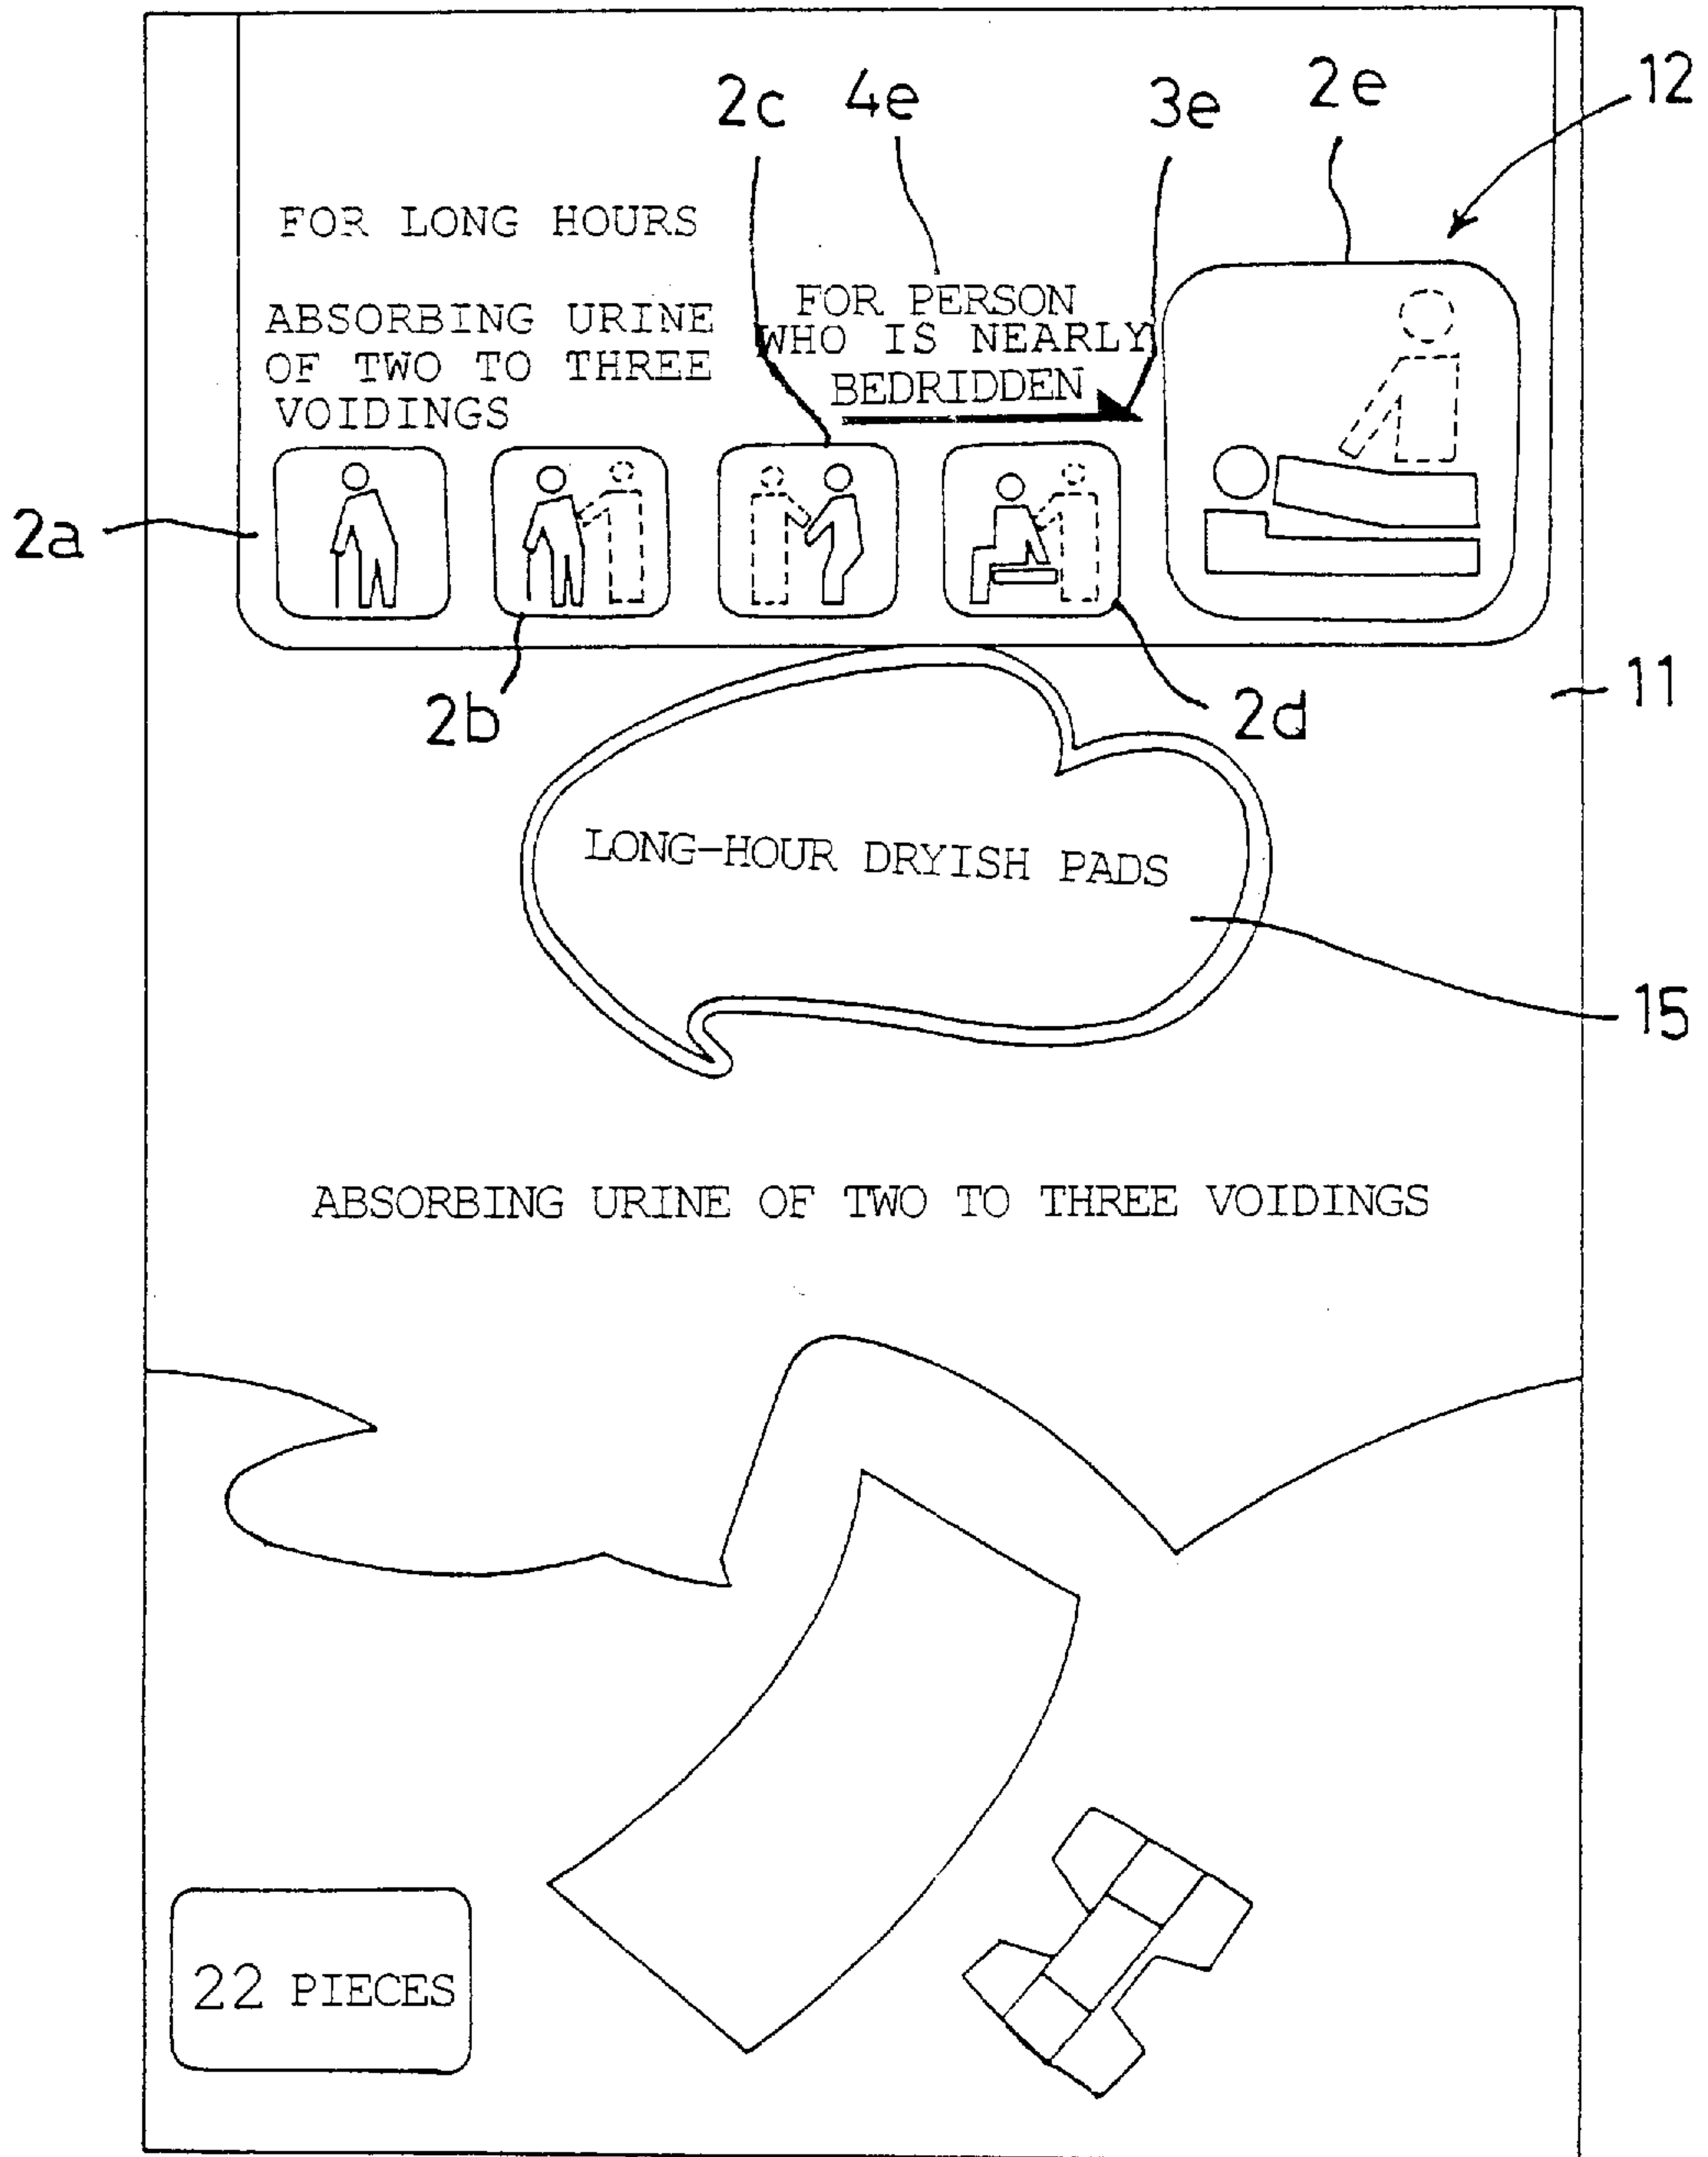 2c 4e 3e 2e 12
FOR LONG HOURS
ABSORBING URINE
OF TWO TO THREE
VOIDINGS
FOR PERSON
WHO IS NEARLY
BEDRIDDEN
2a
2b
2d
11
LONG-HOUR DRYISH PADS
15
ABSORBING URINE OF TWO TO THREE VOIDINGS
22 PIECES